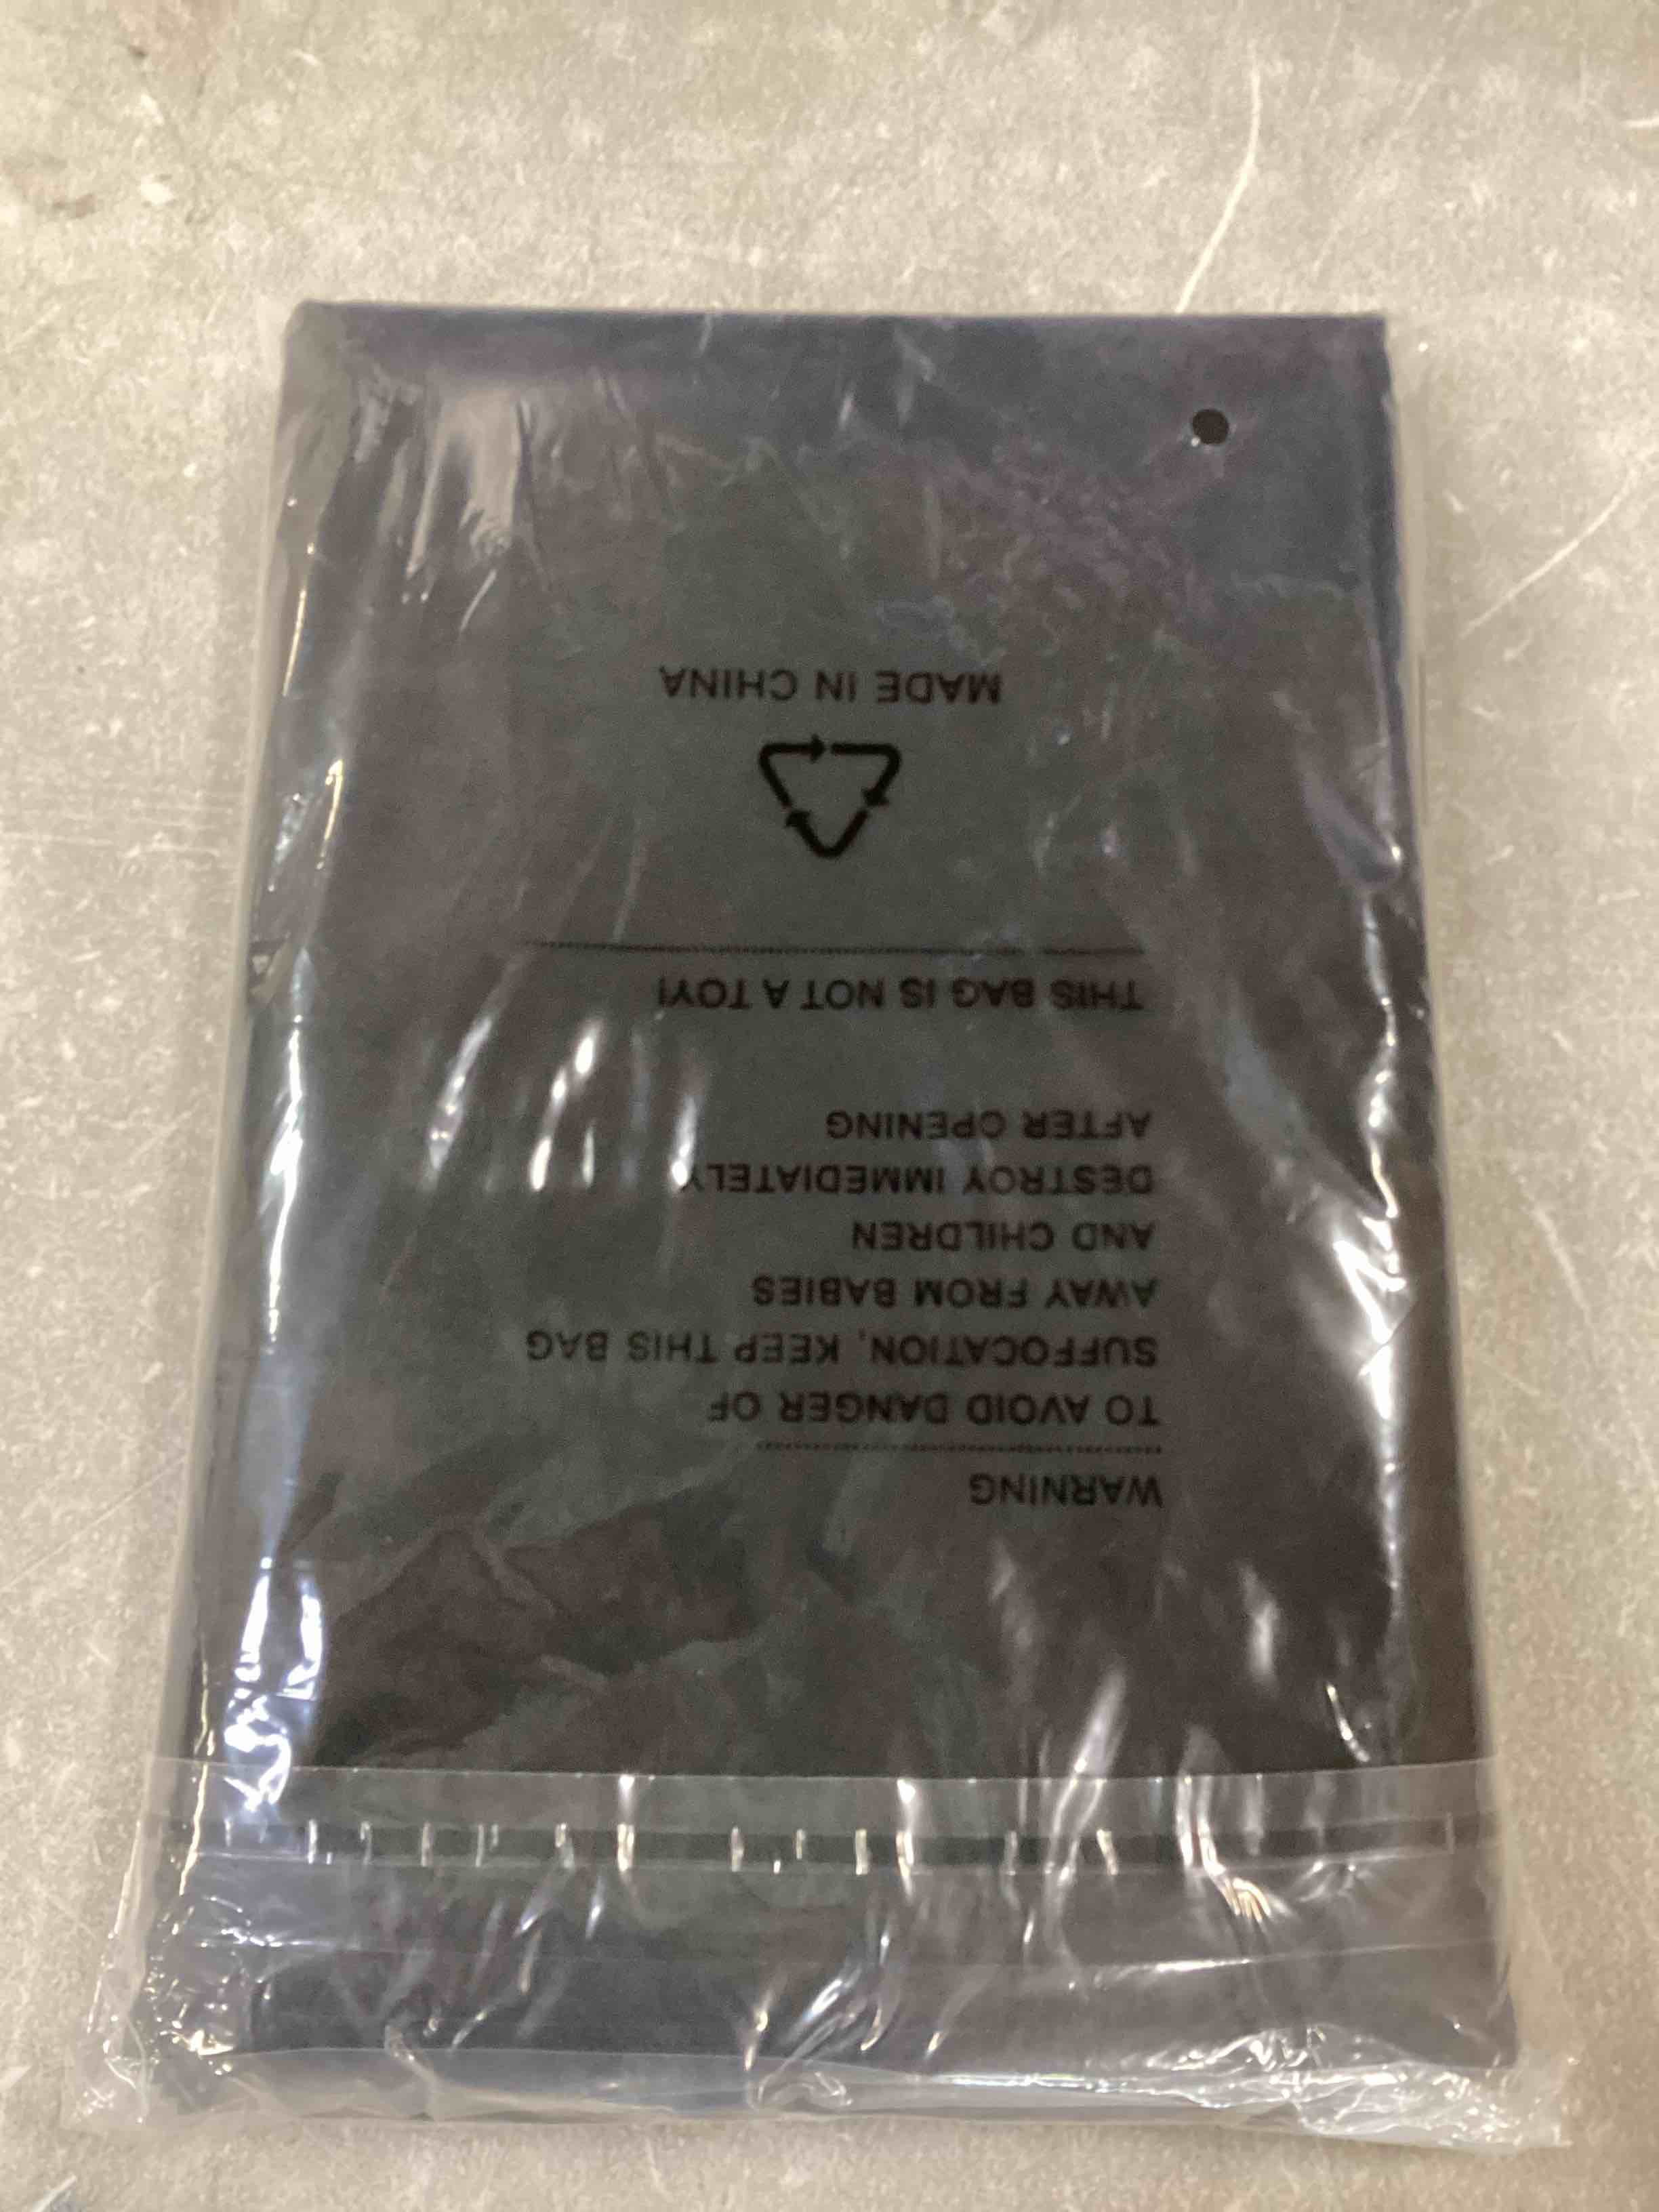 WARNING
TO AVOID DANGER OF
SUFFOCATION, KEEP THIS BAG
AWAY FROM BABIES
AND CHILDREN
DESTROY IMMEDIATELY
AFTER OPENING
THIS BAG IS NOT A TOY!
MADE IN CHINA